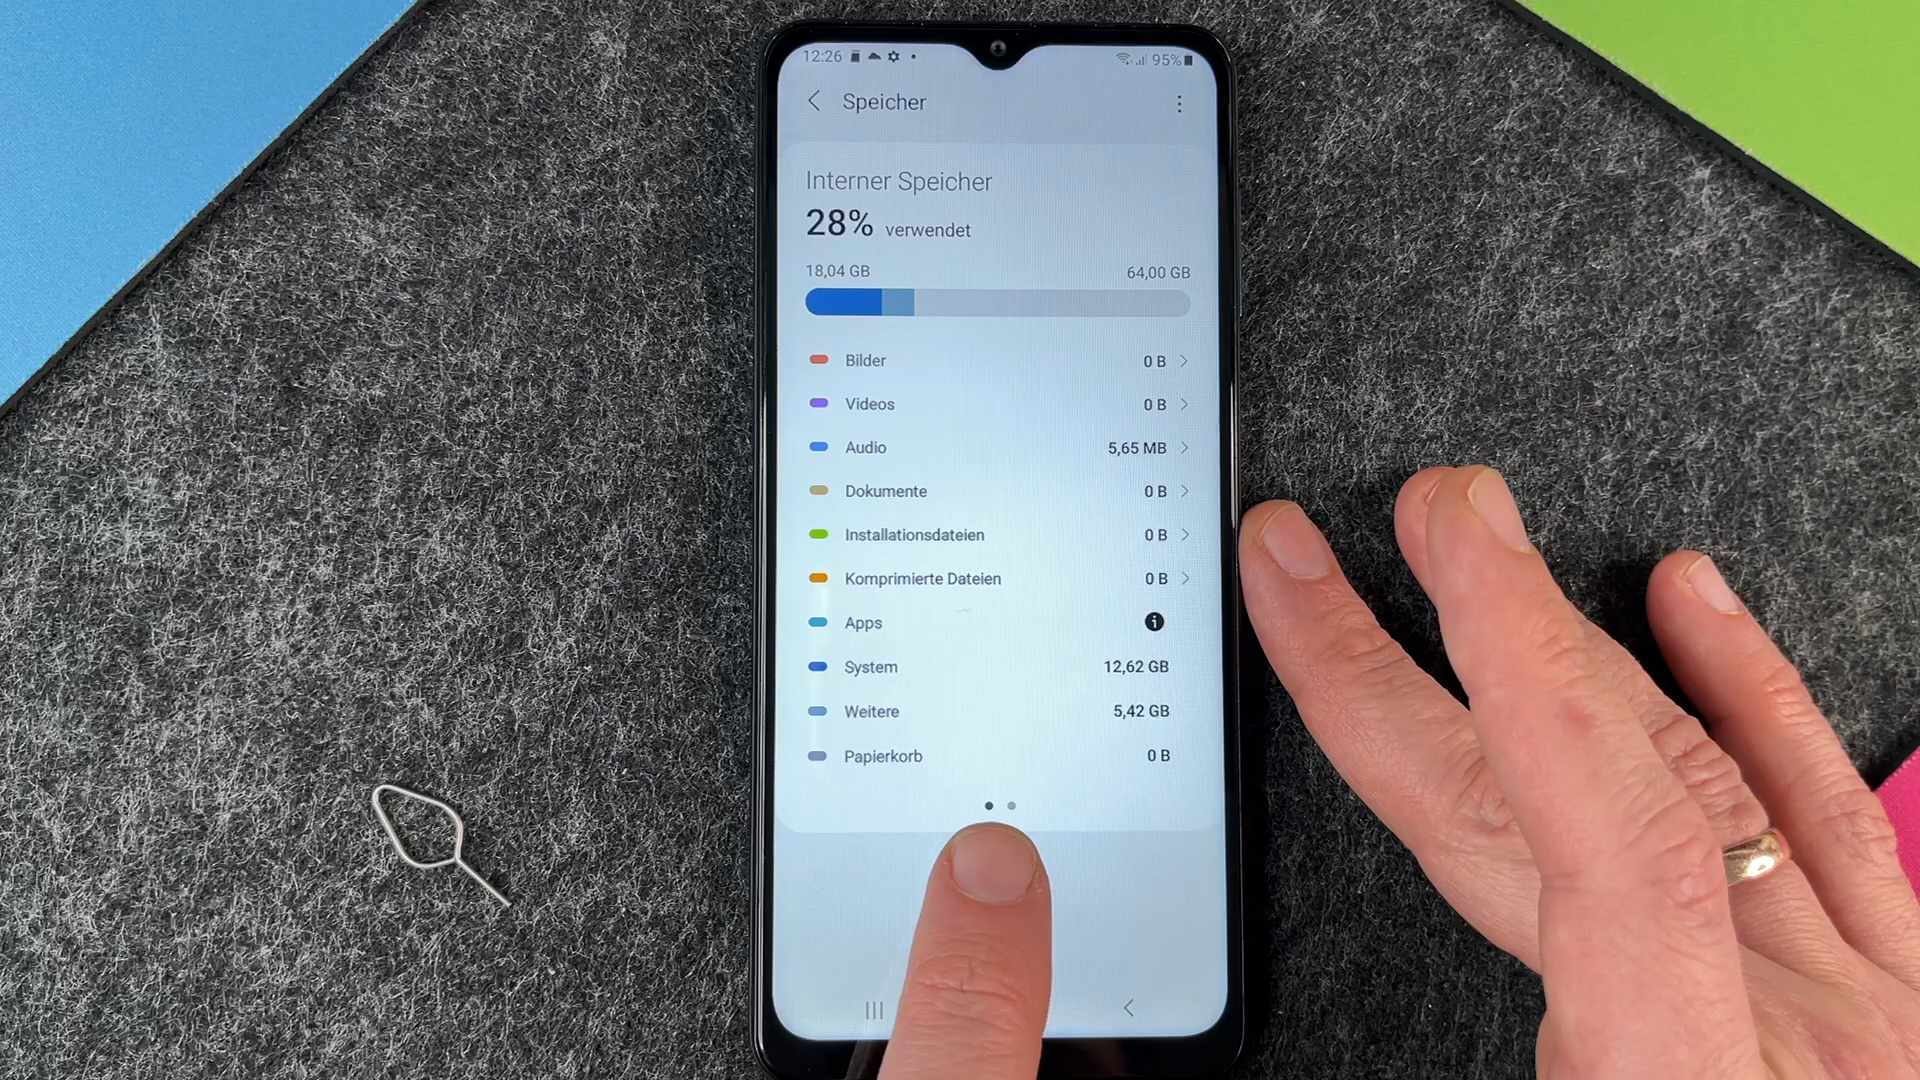 12:26 95%
Speicher
Interner Speicher
28% verwendet
18,04 GB 64,00 GB
Bilder 0 B
Videos 0 B
Audio 5,65 MB
Dokumente 0 B
Installationsdateien 0 B
Komprimierte Dateien 0 B
Apps
System 12,62 GB
Weitere 5,42 GB
Papierkorb 0 B